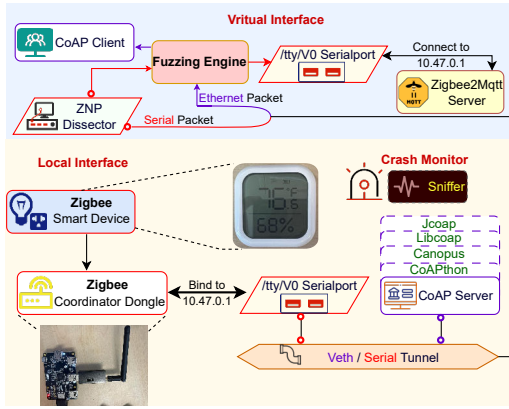 Vritual Interface
CoAP Client
Fuzzing Engine
/tty/V0 Serialport
Connect to
10.47.0.1
Zigbee2Mqtt
Server
MQTT
Ethernet Packet
ZNP
Dissector
Serial Packet
Local Interface
Crash Monitor
Sniffer
Zigbee
Smart Device
68%
Jcoap
Libcoap
Canopus
CoAPthon
CoAP Server
Zigbee
Coordinator Dongle
Bind to
10.47.0.1
/tty/V0 Serialport
Veth / Serial Tunnel